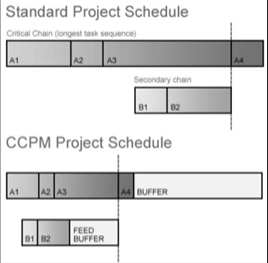 Standard Project Schedule
Critical Chain (longest task sequence)
A1 A2 A3 A4
Secondary chain
B1 B2
CCPM Project Schedule
A1 A2 A3 A4 BUFFER
B1 B2 FEED
BUFFER